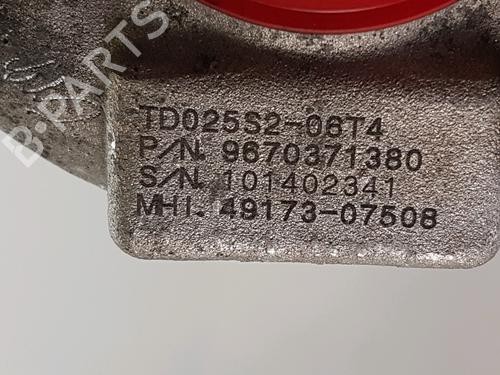 B-PARTS
TD025S2-06T4
P/N. 9670371380
S/N. 101402341
MHI. 49173-07508